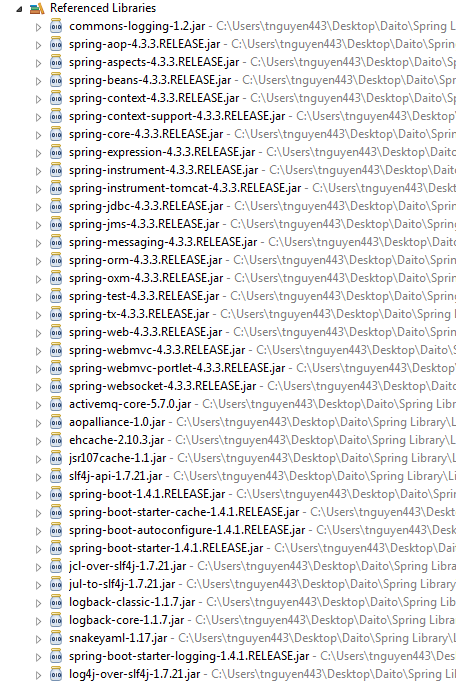 Referenced Libraries
commons-logging-1.2.jar - C:\Users\tnguyen443\Desktop\Daito\Spring Lib
spring-aop-4.3.3.RELEASE.jar - C:\Users\tnguyen443\Desktop\Daito\Sprin
spring-aspects-4.3.3.RELEASE.jar - C:\Users\tnguyen443\Desktop\Daito\S
spring-beans-4.3.3.RELEASE.jar - C:\Users\tnguyen443\Desktop\Daito\Spr
spring-context-4.3.3.RELEASE.jar - C:\Users\tnguyen443\Desktop\Daito\S
spring-context-support-4.3.3.RELEASE.jar - C:\Users\tnguyen443\Desktop\
spring-core-4.3.3.RELEASE.jar - C:\Users\tnguyen443\Desktop\Daito\Sprin
spring-expression-4.3.3.RELEASE.jar - C:\Users\tnguyen443\Desktop\Daito
spring-instrument-4.3.3.RELEASE.jar - C:\Users\tnguyen443\Desktop\Daito
spring-instrument-tomcat-4.3.3.RELEASE.jar - C:\Users\tnguyen443\Deskto
spring-jdbc-4.3.3.RELEASE.jar - C:\Users\tnguyen443\Desktop\Daito\Sprin
spring-jms-4.3.3.RELEASE.jar - C:\Users\tnguyen443\Desktop\Daito\Spring
spring-messaging-4.3.3.RELEASE.jar - C:\Users\tnguyen443\Desktop\Daito
spring-orm-4.3.3.RELEASE.jar - C:\Users\tnguyen443\Desktop\Daito\Sprin
spring-oxm-4.3.3.RELEASE.jar - C:\Users\tnguyen443\Desktop\Daito\Sprin
spring-test-4.3.3.RELEASE.jar - C:\Users\tnguyen443\Desktop\Daito\Spring
spring-tx-4.3.3.RELEASE.jar - C:\Users\tnguyen443\Desktop\Daito\Spring L
spring-web-4.3.3.RELEASE.jar - C:\Users\tnguyen443\Desktop\Daito\Sprin
spring-webmvc-4.3.3.RELEASE.jar - C:\Users\tnguyen443\Desktop\Daito\S
spring-webmvc-portlet-4.3.3.RELEASE.jar - C:\Users\tnguyen443\Desktop\
spring-websocket-4.3.3.RELEASE.jar - C:\Users\tnguyen443\Desktop\Daito
activemq-core-5.7.0.jar - C:\Users\tnguyen443\Desktop\Daito\Spring Libra
aopalliance-1.0.jar - C:\Users\tnguyen443\Desktop\Daito\Spring Library\L
ehcache-2.10.3.jar - C:\Users\tnguyen443\Desktop\Daito\Spring Library\Li
jsr107cache-1.1.jar - C:\Users\tnguyen443\Desktop\Daito\Spring Library\L
slf4j-api-1.7.21.jar - C:\Users\tnguyen443\Desktop\Daito\Spring Library\L
spring-boot-1.4.1.RELEASE.jar - C:\Users\tnguyen443\Desktop\Daito\Sprin
spring-boot-starter-cache-1.4.1.RELEASE.jar - C:\Users\tnguyen443\Deskto
spring-boot-autoconfigure-1.4.1.RELEASE.jar - C:\Users\tnguyen443\Deskt
spring-boot-starter-1.4.1.RELEASE.jar - C:\Users\tnguyen443\Desktop\Dait
jcl-over-slf4j-1.7.21.jar - C:\Users\tnguyen443\Desktop\Daito\Spring Libra
jul-to-slf4j-1.7.21.jar - C:\Users\tnguyen443\Desktop\Daito\Spring Library
logback-classic-1.1.7.jar - C:\Users\tnguyen443\Desktop\Daito\Spring Lib
logback-core-1.1.7.jar - C:\Users\tnguyen443\Desktop\Daito\Spring Librar
snakeyaml-1.17.jar - C:\Users\tnguyen443\Desktop\Daito\Spring Library\L
spring-boot-starter-logging-1.4.1.RELEASE.jar - C:\Users\tnguyen443\Desk
log4j-over-slf4j-1.7.21.jar - C:\Users\tnguyen443\Desktop\Daito\Spring Li